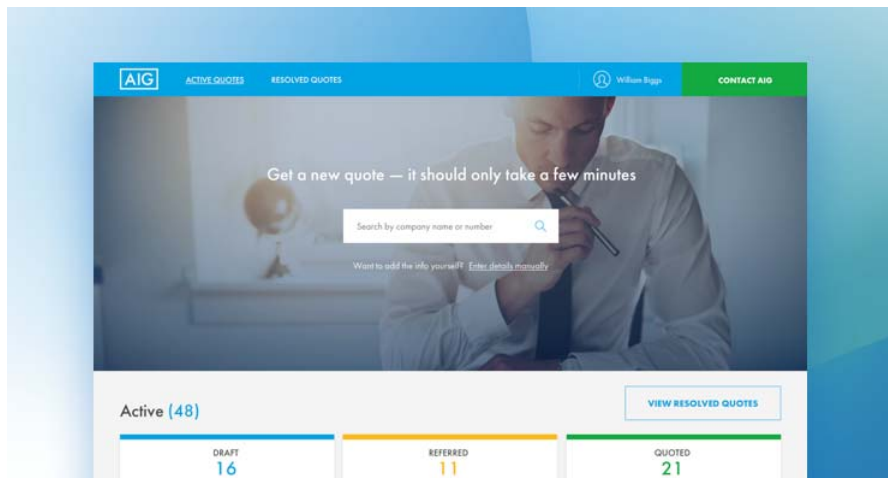 AIG
ACTIVE QUOTES
RESOLVED QUOTES
William Biggs
CONTACT AIG
Get a new quote — it should only take a few minutes
Search by company name or number
Want to add the info yourself? Enter details manually
Active (48)
VIEW RESOLVED QUOTES
DRAFT
16
REFERRED
11
QUOTED
21